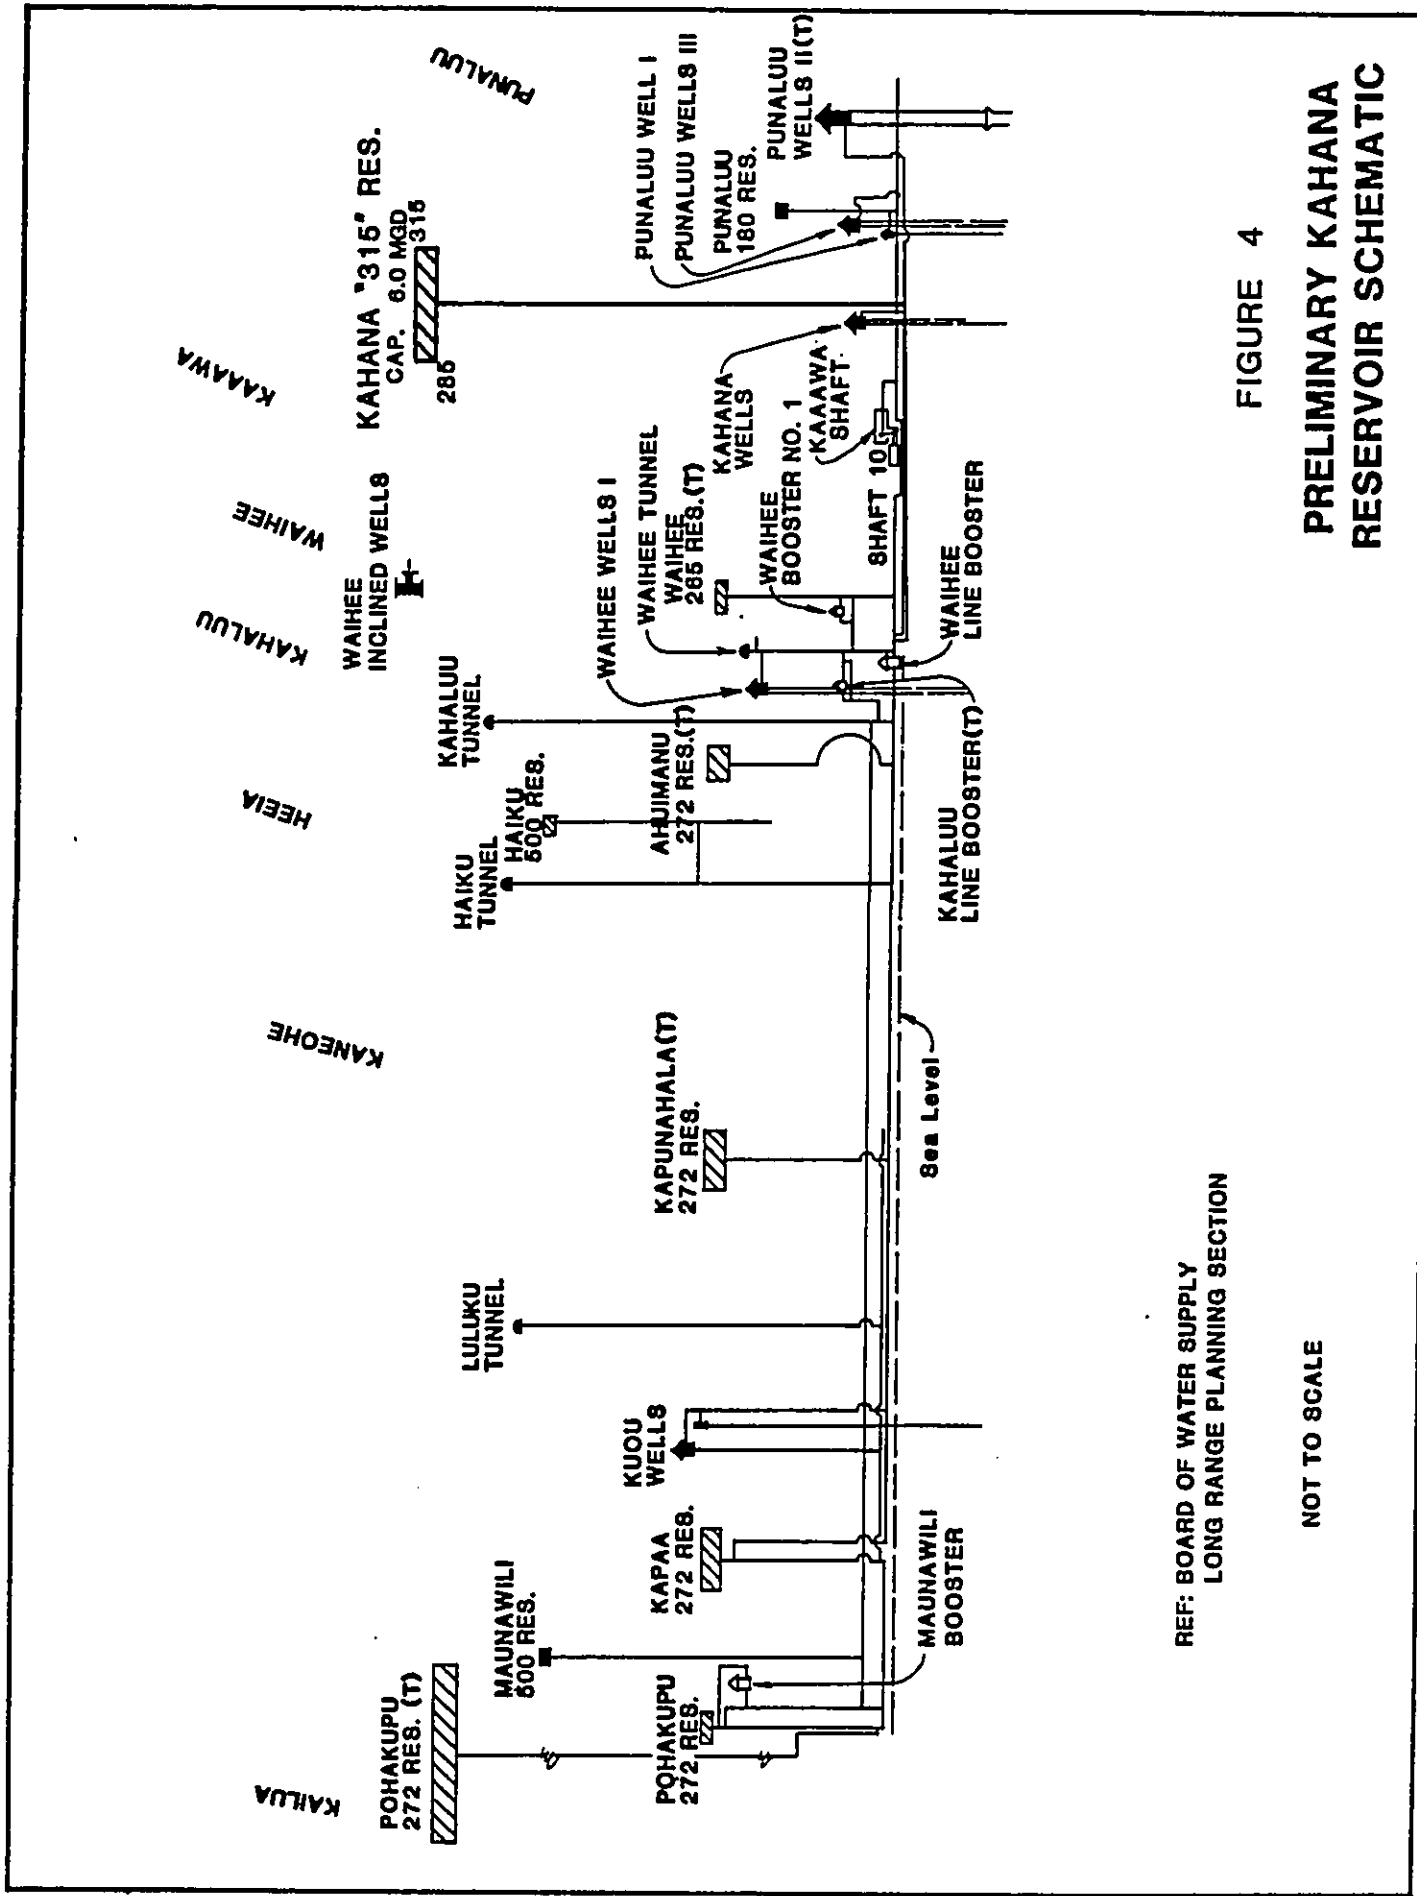 KAILUA
KANEOHE
HEEIA
KAHALUU
WAIHEE
KAAAWA
PUNALUU
POHAKUPU
272 RES. (T)
MAUNAWILI
500 RES.
POHAKUPU
272 RES.
KAPAA
272 RES.
MAUNAWILI
BOOSTER
KUOU
WELLS
LULUKU
TUNNEL
KAPUNAHALA(T)
272 RES.
Sea Level
HAIKU
TUNNEL
HAIKU
500 RES.
AHUIMANU
272 RES.(T)
KAHALUU
TUNNEL
WAIHEE
INCLINED WELLS
WAIHEE WELLS I
WAIHEE TUNNEL
WAIHEE
265 RES.(T)
WAIHEE
BOOSTER NO. 1
KAHALUU
LINE BOOSTER(T)
WAIHEE
LINE BOOSTER
SHAFT 10
KAAAWA
SHAFT
KAHANA
WELLS
KAHANA "315" RES.
CAP. 6.0 MGD
315
285
PUNALUU WELL I
PUNALUU WELLS III
PUNALUU
180 RES.
PUNALUU
WELLS II(T)
REF: BOARD OF WATER SUPPLY
LONG RANGE PLANNING SECTION
NOT TO SCALE
FIGURE 4
PRELIMINARY KAHANA
RESERVOIR SCHEMATIC